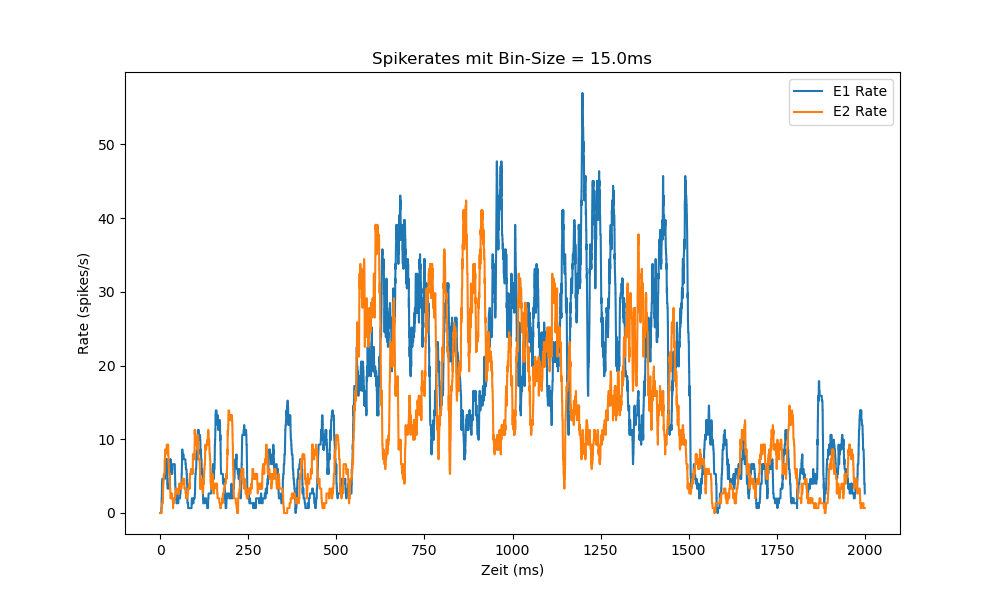 Spikerates mit Bin-Size = 15.0ms
E1 Rate
E2 Rate
Rate (spikes/s)
50
40
30
20
10
0
0 250 500 750 1000 1250 1500 1750 2000
Zeit (ms)